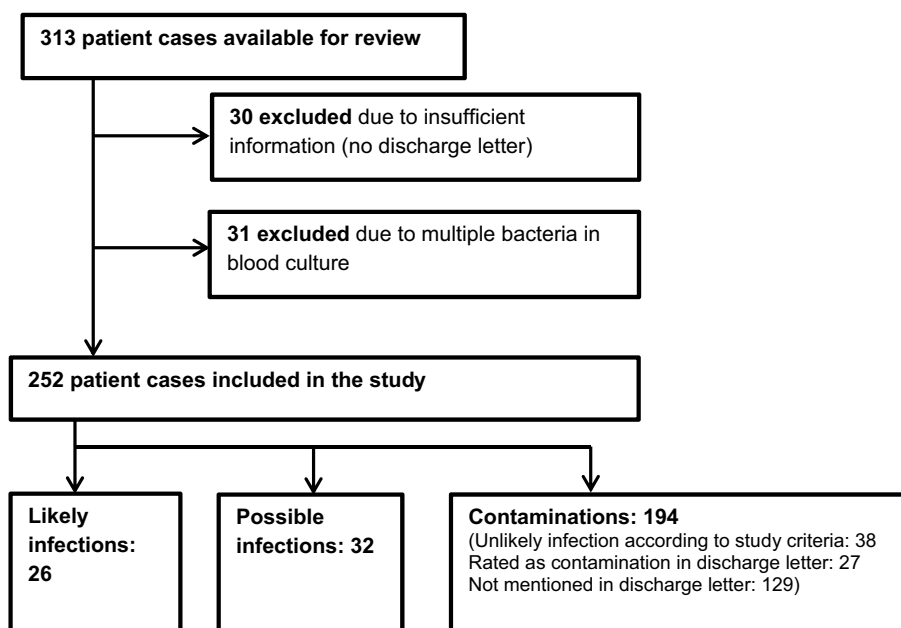 313 patient cases available for review
30 excluded due to insufficient
information (no discharge letter)
31 excluded due to multiple bacteria in
blood culture
252 patient cases included in the study
Likely
infections:
26
Possible
infections: 32
Contaminations: 194
(Unlikely infection according to study criteria: 38
Rated as contamination in discharge letter: 27
Not mentioned in discharge letter: 129)